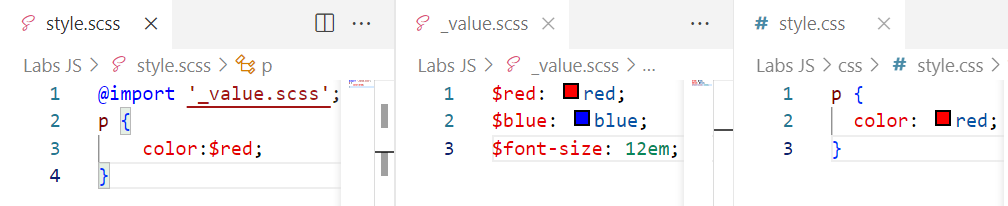 style.scss
Labs JS > style.scss > p
1 @import '_value.scss';
2 p {
3 color:$red;
4 }
_value.scss
Labs JS > _value.scss > ...
1 $red: red;
2 $blue: blue;
3 $font-size: 12em;
# style.css
Labs JS > css > # style.css >
1 p {
2 color: red;
3 }